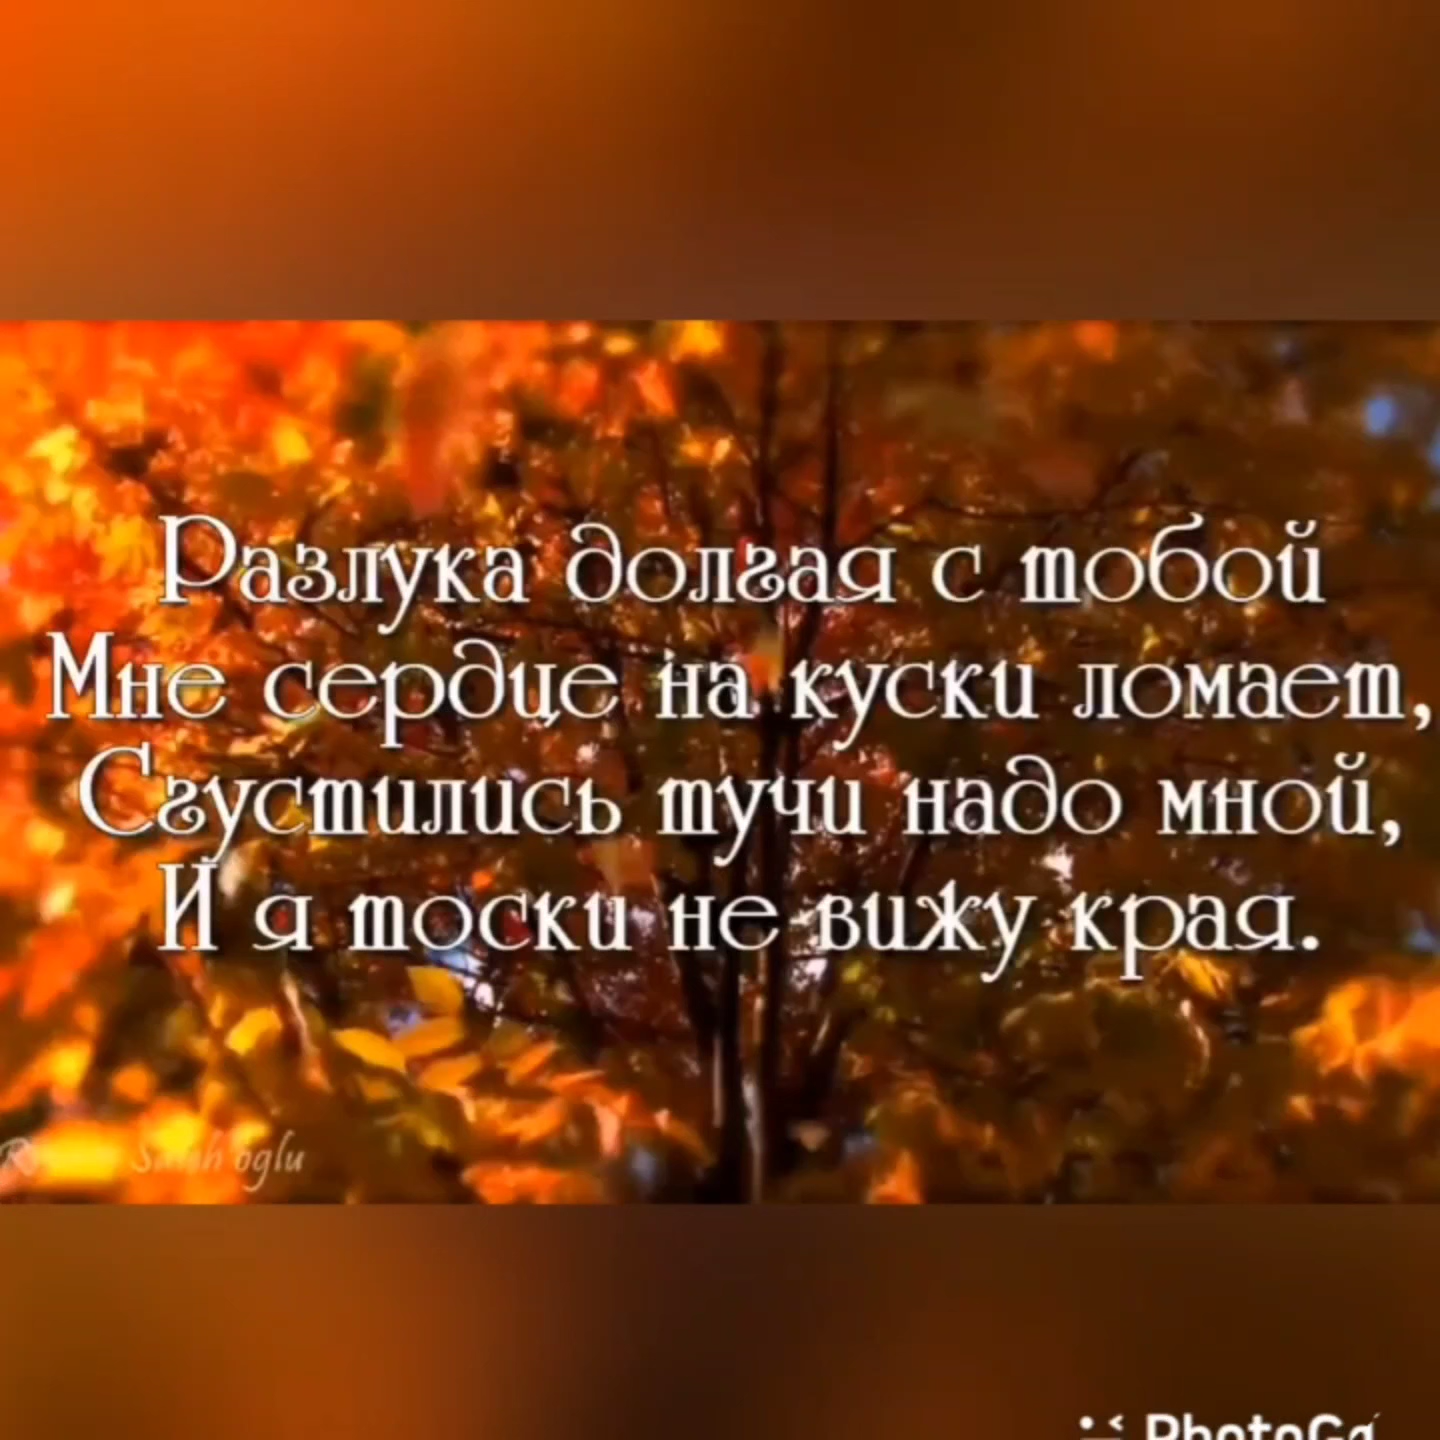 Разлука долгая с тобой
Мне сердце на куски ломает,
Сгустились тучи надо мной,
И я тоски не вижу края.